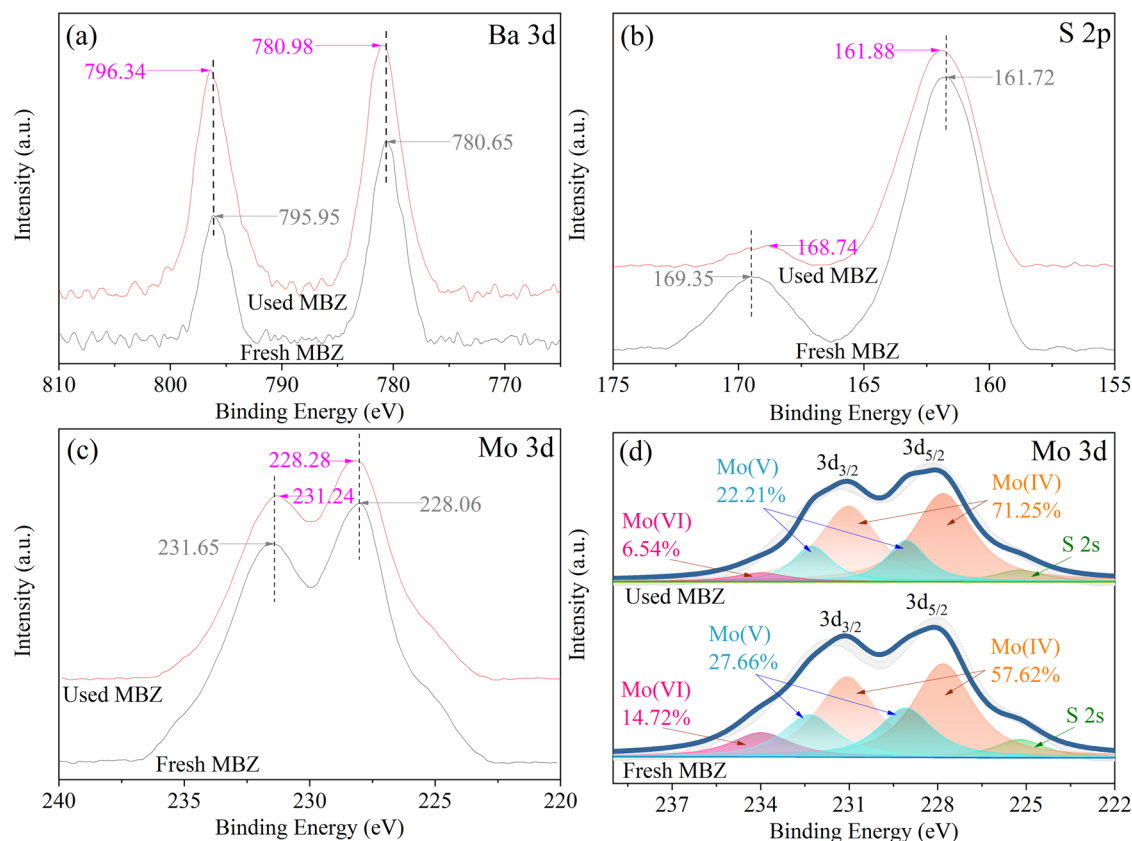 (a)
Ba 3d
796.34
780.98
795.95
780.65
Used MBZ
Fresh MBZ
Intensity (a.u.)
810 800 790 780 770
Binding Energy (eV)
(b)
S 2p
161.88
161.72
168.74
169.35
Used MBZ
Fresh MBZ
Intensity (a.u.)
175 170 165 160 155
Binding Energy (eV)
(c)
Mo 3d
228.28
231.24
228.06
231.65
Used MBZ
Fresh MBZ
Intensity (a.u.)
240 235 230 225 220
Binding Energy (eV)
(d)
Mo 3d
3d5/2
3d3/2
Mo(V)
22.21%
Mo(IV)
71.25%
Mo(VI)
6.54%
S 2s
Used MBZ
3d5/2
3d3/2
Mo(V)
27.66%
Mo(IV)
57.62%
Mo(VI)
14.72%
S 2s
Fresh MBZ
Intensity (a.u.)
237 234 231 228 225 222
Binding Energy (eV)